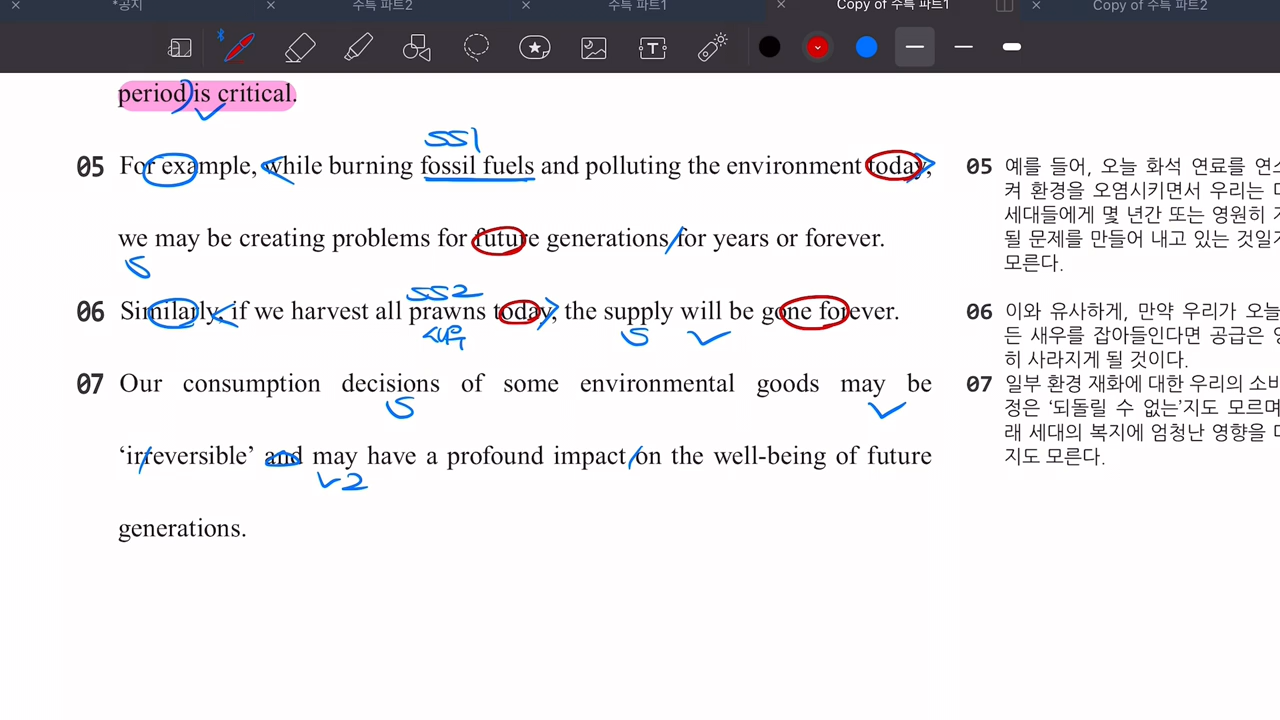 *공지
수특 파트2
수특 파트1
Copy of 수특 파트1
Copy of 수특 파트2
T
period) is critical.
SS1
05 For example, <while burning fossil fuels and polluting the environment today>,
we may be creating problems for future generations/for years or forever.
S
SS2
06 Similarly, <if we harvest all prawns today>, the supply will be gone forever.
새우 S V
07 Our consumption decisions of some environmental goods may be
S V
‘irreversible’ and may have a profound impact/on the well-being of future
V2
generations.
05 예를 들어, 오늘 화석 연료를 연소
켜 환경을 오염시키면서 우리는 미
세대들에게 몇 년간 또는 영원히 지
될 문제를 만들어 내고 있는 것일지
모른다.
06 이와 유사하게, 만약 우리가 오늘
든 새우를 잡아들인다면 공급은 영
히 사라지게 될 것이다.
07 일부 환경 재화에 대한 우리의 소비
정은 ‘되돌릴 수 없는’지도 모르며
래 세대의 복지에 엄청난 영향을 미
지도 모른다.